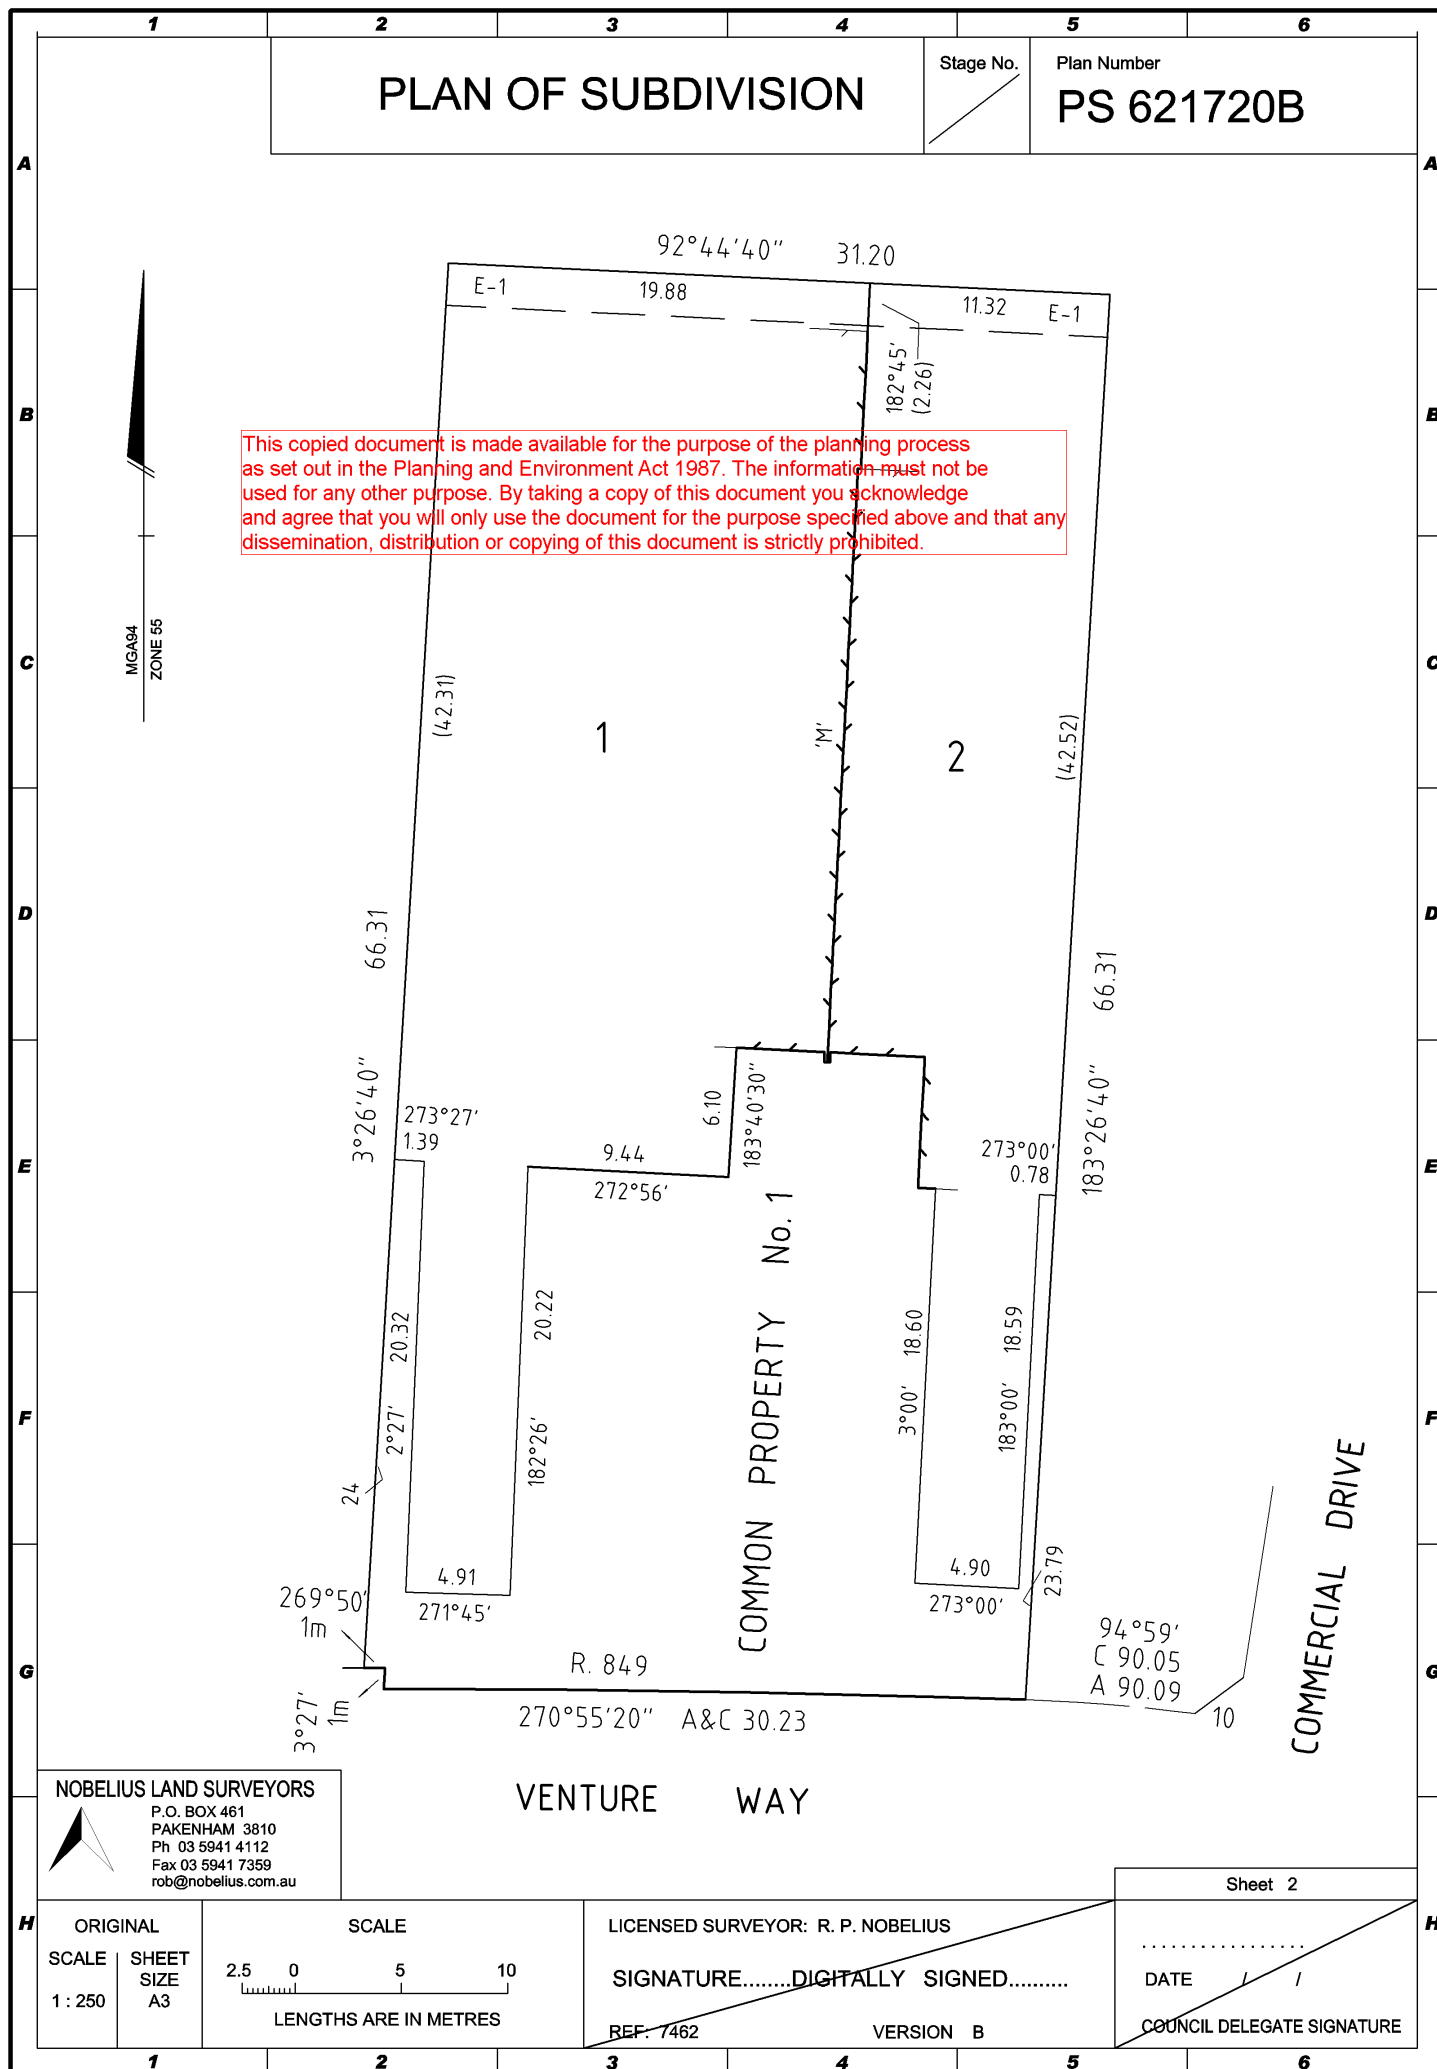 1 2 3 4 5 6
PLAN OF SUBDIVISION
Stage No.
Plan Number
PS 621720B
A A
92°44'40" 31.20
E-1 19.88 11.32 E-1
182°45'
(2.26)
B B
This copied document is made available for the purpose of the planning process
as set out in the Planning and Environment Act 1987. The information must not be
used for any other purpose. By taking a copy of this document you acknowledge
and agree that you will only use the document for the purpose specified above and that any
dissemination, distribution or copying of this document is strictly prohibited.
MGA94
ZONE 55
C C
(42.31)
1
'M'
2
(42.52)
D D
66.31
66.31
3°26'40"
273°27'
1.39
6.10
183°40'30"
9.44
272°56'
273°00'
0.78
183°26'40"
E E
20.32
2°27'
20.22
182°26'
COMMON PROPERTY No. 1
18.60
3°00'
18.59
183°00'
F F
24
4.91
271°45'
4.90
273°00'
23.79
269°50'
1m
3°27'
1m
R. 849
270°55'20" A&C 30.23
94°59'
C 90.05
A 90.09
10
COMMERCIAL DRIVE
G G
VENTURE WAY
NOBELIUS LAND SURVEYORS
P.O. BOX 461
PAKENHAM 3810
Ph 03 5941 4112
Fax 03 5941 7359
rob@nobelius.com.au
Sheet 2
H H
ORIGINAL
SCALE
1 : 250
SHEET
SIZE
A3
SCALE
2.5 0 5 10
LENGTHS ARE IN METRES
LICENSED SURVEYOR: R. P. NOBELIUS
SIGNATURE........DIGITALLY SIGNED..........
REF: 7462 VERSION B
..................
DATE / /
COUNCIL DELEGATE SIGNATURE
1 2 3 4 5 6